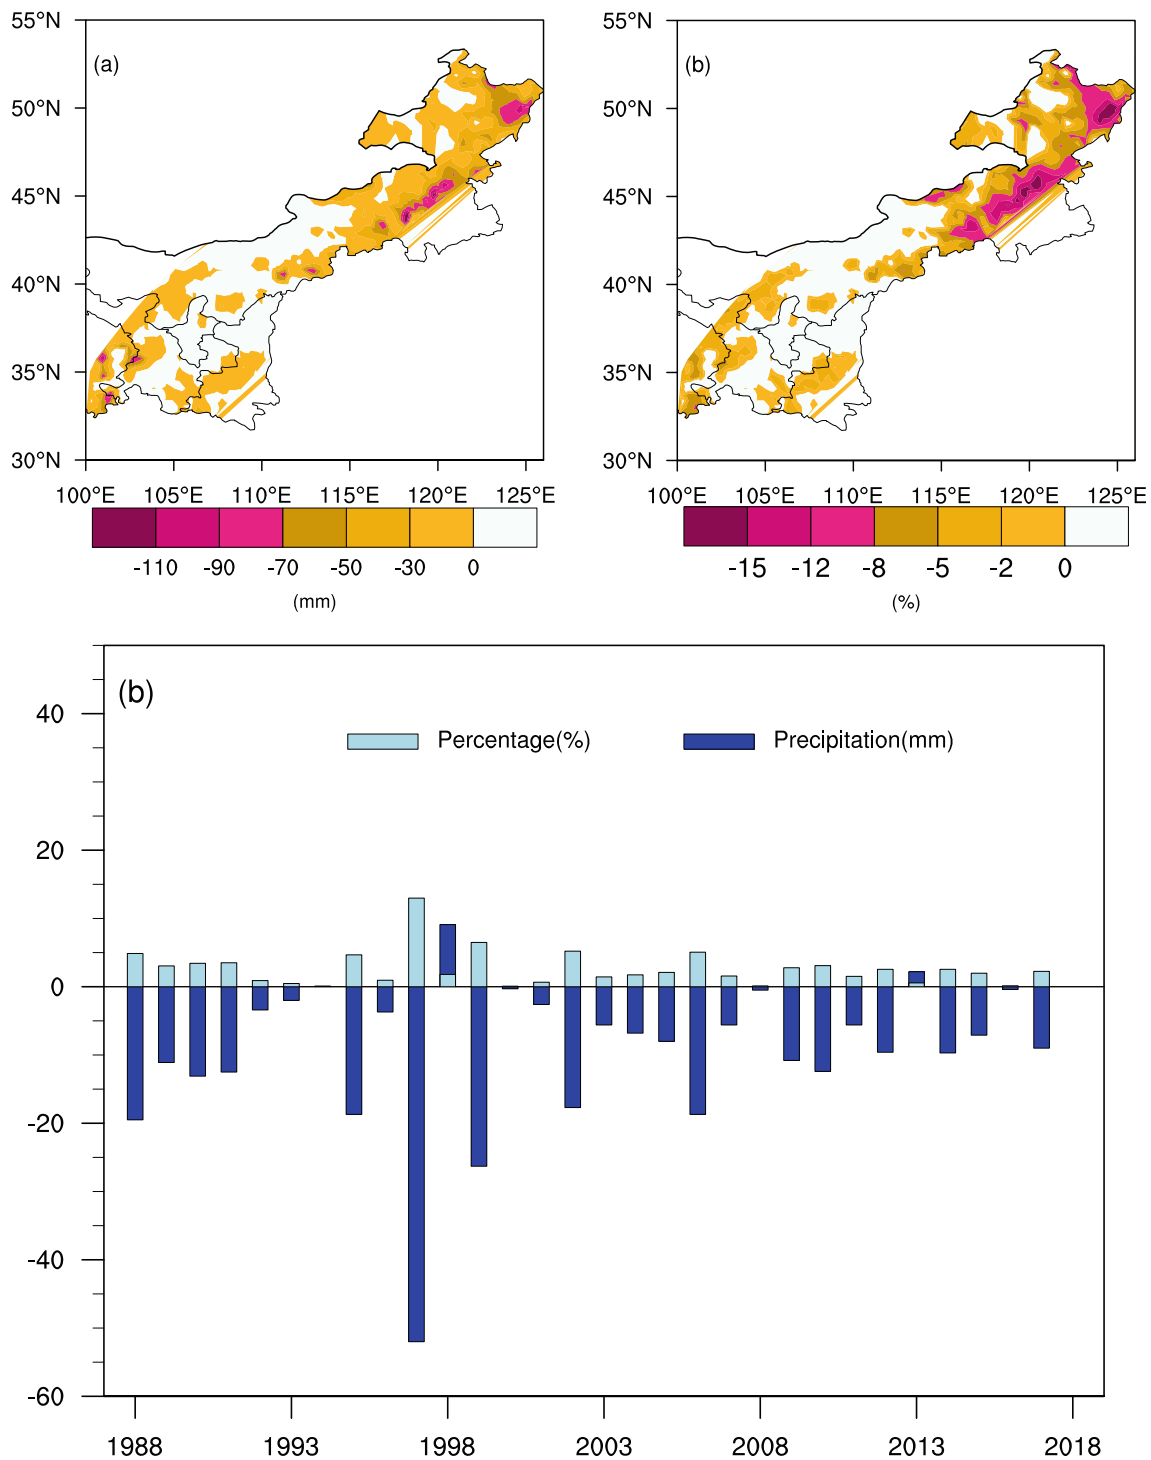 55°N
(a)
50°N
45°N
40°N
35°N
30°N
100°E 105°E 110°E 115°E 120°E 125°E
-110 -90 -70 -50 -30 0
(mm)
55°N
(b)
50°N
45°N
40°N
35°N
30°N
100°E 105°E 110°E 115°E 120°E 125°E
-15 -12 -8 -5 -2 0
(%)
(b)
Percentage(%) Precipitation(mm)
40
20
0
-20
-40
-60
1988 1993 1998 2003 2008 2013 2018